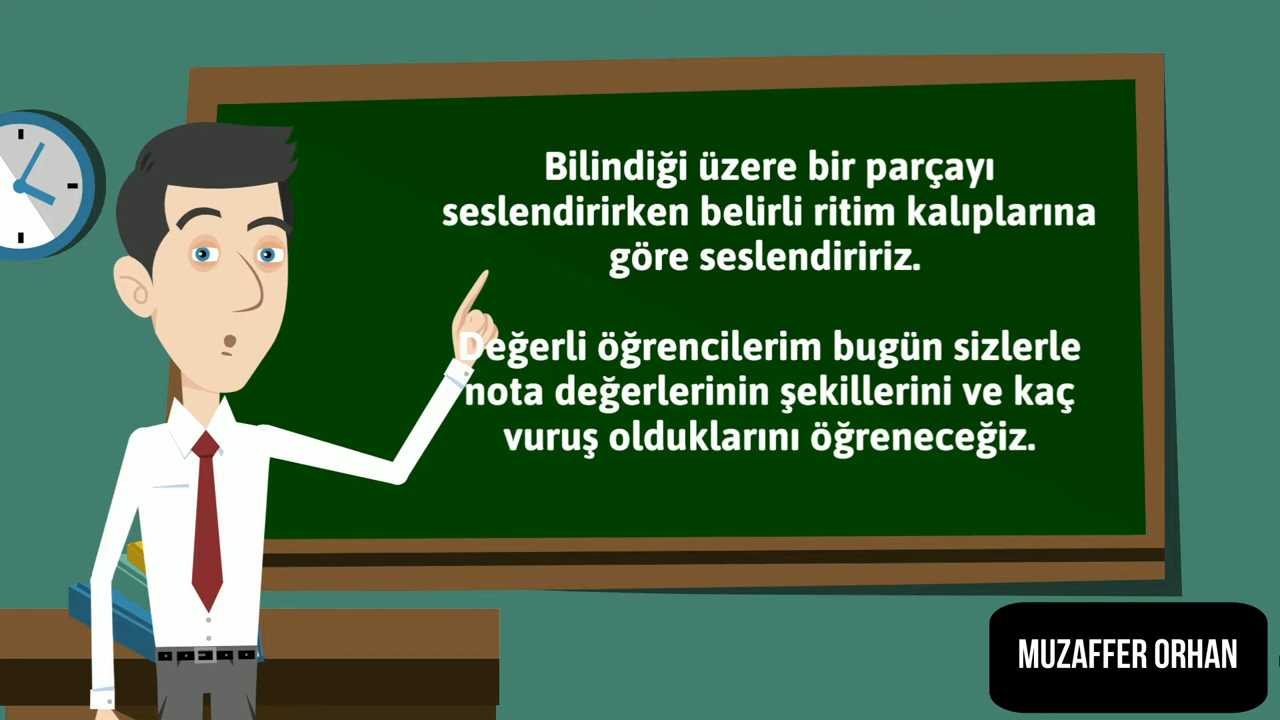 Bilindiği üzere bir parçayı
seslendirirken belirli ritim kalıplarına
göre seslendiririz.
Değerli öğrencilerim bugün sizlerle
nota değerlerinin şekillerini ve kaç
vuruş olduklarını öğreneceğiz.
MUZAFFER ORHAN